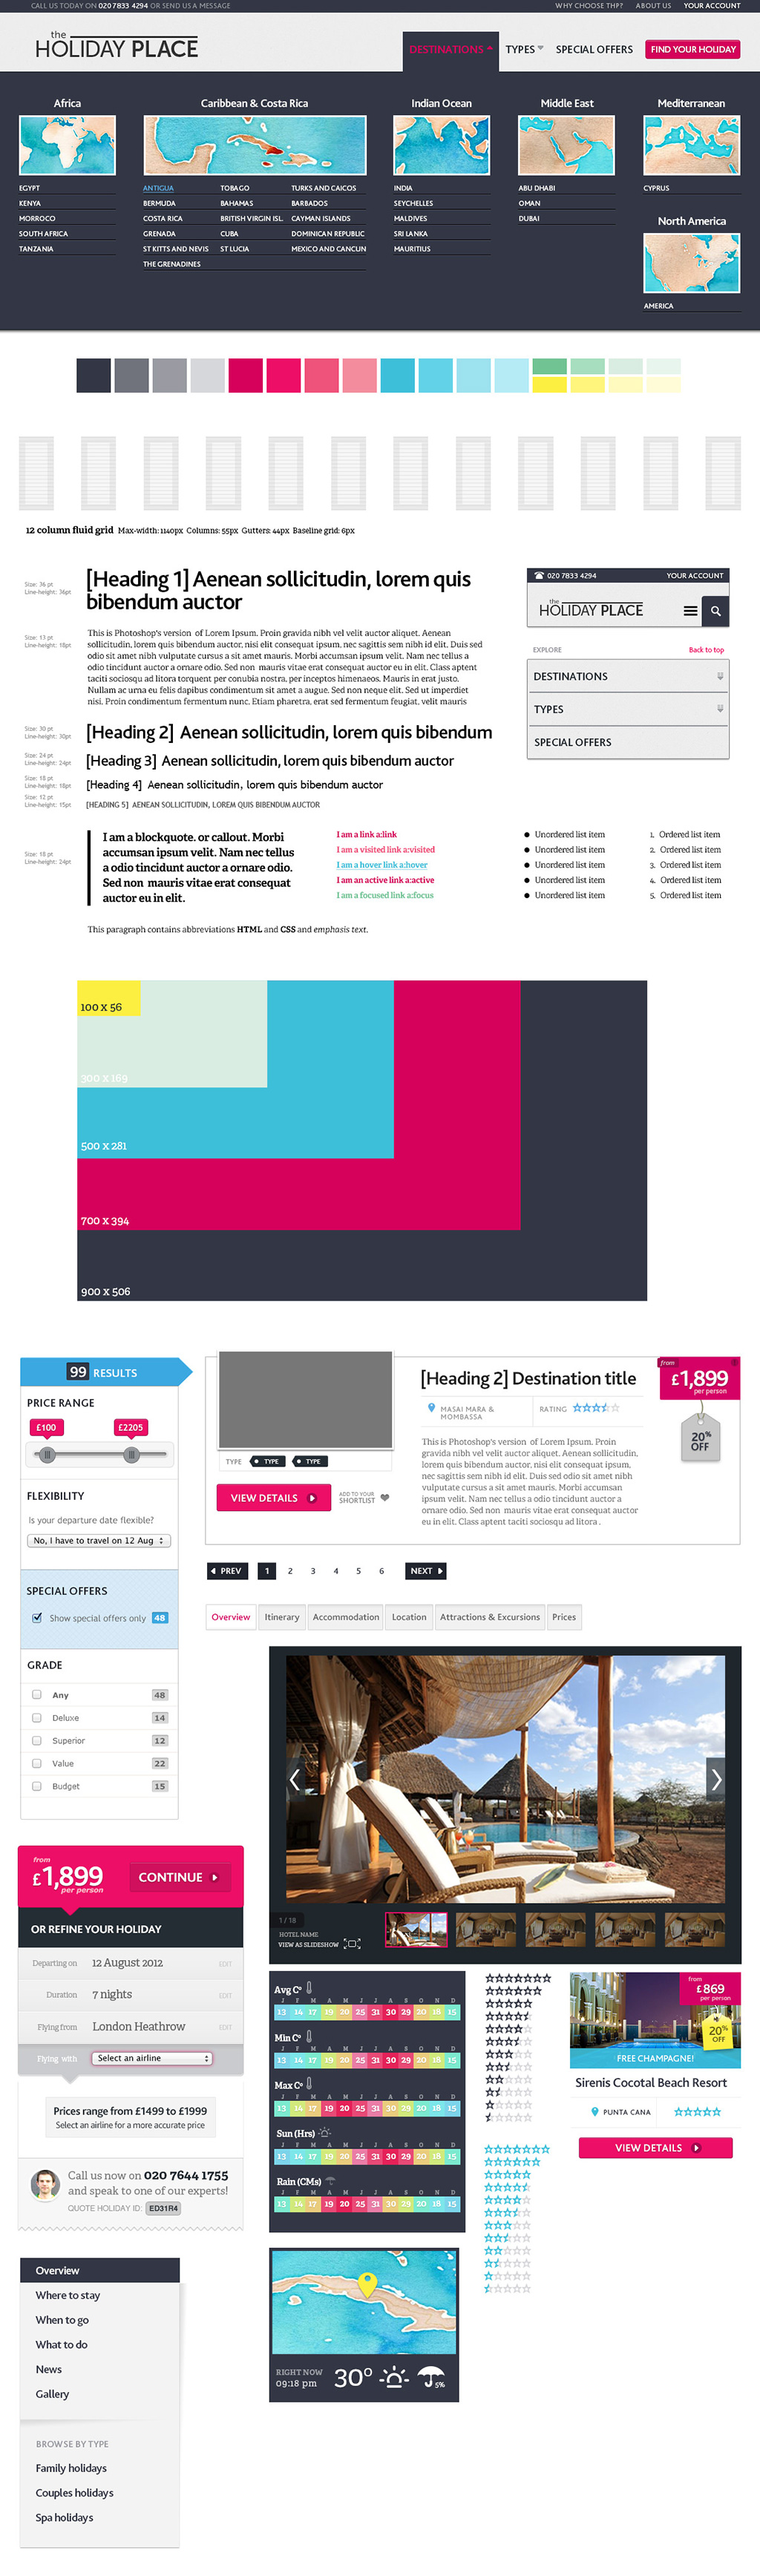 CALL US TODAY ON 020 7833 4294 OR SEND US A MESSAGE
WHY CHOOSE THP? ABOUT US YOUR ACCOUNT
the
HOLIDAY PLACE
DESTINATIONS TYPES SPECIAL OFFERS FIND YOUR HOLIDAY
Africa
EGYPT
KENYA
MORROCO
SOUTH AFRICA
TANZANIA
Caribbean & Costa Rica
ANTIGUA TOBAGO TURKS AND CAICOS
BERMUDA BAHAMAS BARBADOS
COSTA RICA BRITISH VIRGIN ISL. CAYMAN ISLANDS
GRENADA CUBA DOMINICAN REPUBLIC
ST KITTS AND NEVIS ST LUCIA MEXICO AND CANCUN
THE GRENADINES
Indian Ocean
INDIA
SEYCHELLES
MALDIVES
SRI LANKA
MAURITIUS
Middle East
ABU DHABI
OMAN
DUBAI
Mediterranean
CYPRUS
North America
AMERICA
12 column fluid grid Max-width: 1140px Columns: 55px Gutters: 44px Baseline grid: 6px
Size: 36 pt
Line-height: 36pt
[Heading 1] Aenean sollicitudin, lorem quis
bibendum auctor
Size: 13 pt
Line-height: 18pt
This is Photoshop's version of Lorem Ipsum. Proin gravida nibh vel velit auctor aliquet. Aenean
sollicitudin, lorem quis bibendum auctor, nisi elit consequat ipsum, nec sagittis sem nibh id elit. Duis sed
odio sit amet nibh vulputate cursus a sit amet mauris. Morbi accumsan ipsum velit. Nam nec tellus a
odio tincidunt auctor a ornare odio. Sed non mauris vitae erat consequat auctor eu in elit. Class aptent
taciti sociosqu ad litora torquent per conubia nostra, per inceptos himenaeos. Mauris in erat justo.
Nullam ac urna eu felis dapibus condimentum sit amet a augue. Sed non neque elit. Sed ut imperdiet
nisi. Proin condimentum fermentum nunc. Etiam pharetra, erat sed fermentum feugiat, velit mauris
Size: 30 pt
Line-height: 30pt
[Heading 2] Aenean sollicitudin, lorem quis bibendum
Size: 24 pt
Line-height: 24pt
[Heading 3] Aenean sollicitudin, lorem quis bibendum auctor
Size: 18 pt
Line-height: 18pt
[Heading 4] Aenean sollicitudin, lorem quis bibendum auctor
Size: 12 pt
Line-height: 15pt
[HEADING 5] AENEAN SOLLICITUDIN, LOREM QUIS BIBENDUM AUCTOR
020 7833 4294 YOUR ACCOUNT
the
HOLIDAY PLACE
EXPLORE Back to top
DESTINATIONS
TYPES
SPECIAL OFFERS
Size: 18 pt
Line-height: 24pt
I am a blockquote. or callout. Morbi
accumsan ipsum velit. Nam nec tellus
a odio tincidunt auctor a ornare odio.
Sed non mauris vitae erat consequat
auctor eu in elit.
I am a link a:link
I am a visited link a:visited
I am a hover link a:hover
I am an active link a:active
I am a focused link a:focus
Unordered list item
Unordered list item
Unordered list item
Unordered list item
Unordered list item
1. Ordered list item
2. Ordered list item
3. Ordered list item
4. Ordered list item
5. Ordered list item
This paragraph contains abbreviations HTML and CSS and emphasis text.
100 x 56
300 x 169
500 x 281
700 x 394
900 x 506
99 RESULTS
PRICE RANGE
£100 £2205
FLEXIBILITY
Is your departure date flexible?
No, I have to travel on 12 Aug
SPECIAL OFFERS
Show special offers only 48
GRADE
Any 48
Deluxe 14
Superior 12
Value 22
Budget 15
TYPE TYPE TYPE
VIEW DETAILS
ADD TO YOUR
SHORTLIST
[Heading 2] Destination title
MASAI MARA &
MOMBASSA
RATING
This is Photoshop's version of Lorem Ipsum. Proin
gravida nibh vel velit auctor aliquet. Aenean sollicitudin,
lorem quis bibendum auctor, nisi elit consequat ipsum,
nec sagittis sem nibh id elit. Duis sed odio sit amet nibh
vulputate cursus a sit amet mauris. Morbi accumsan
ipsum velit. Nam nec tellus a odio tincidunt auctor a
ornare odio. Sed non mauris vitae erat consequat auctor
eu in elit. Class aptent taciti sociosqu ad litora .
from
£1,899
per person
20%
OFF
PREV 1 2 3 4 5 6 NEXT
Overview Itinerary Accommodation Location Attractions & Excursions Prices
1 / 18
HOTEL NAME
VIEW AS SLIDESHOW
from
£1,899
per person
CONTINUE
OR REFINE YOUR HOLIDAY
Departing on 12 August 2012 EDIT
Duration 7 nights EDIT
Flying from London Heathrow EDIT
Flying with Select an airline
Prices range from £1499 to £1999
Select an airline for a more accurate price
Call us now on 020 7644 1755
and speak to one of our experts!
QUOTE HOLIDAY ID: ED31R4
Avg C°
J F M A M J J A S O N D
13 14 17 19 20 25 31 30 29 20 18 15
Min C°
J F M A M J J A S O N D
13 14 17 19 20 25 31 30 29 20 18 15
Max C°
J F M A M J J A S O N D
13 14 17 19 20 25 31 30 29 20 18 15
Sun (Hrs)
J F M A M J J A S O N D
13 14 17 19 20 25 31 30 29 20 18 15
Rain (CMs)
J F M A M J J A S O N D
13 14 17 19 20 25 31 30 29 20 18 15
from
£869
per person
20%
OFF
FREE CHAMPAGNE!
Sirenis Cocotal Beach Resort
PUNTA CANA
VIEW DETAILS
RIGHT NOW
09:18 pm
30°
5%
Overview
Where to stay
When to go
What to do
News
Gallery
BROWSE BY TYPE
Family holidays
Couples holidays
Spa holidays